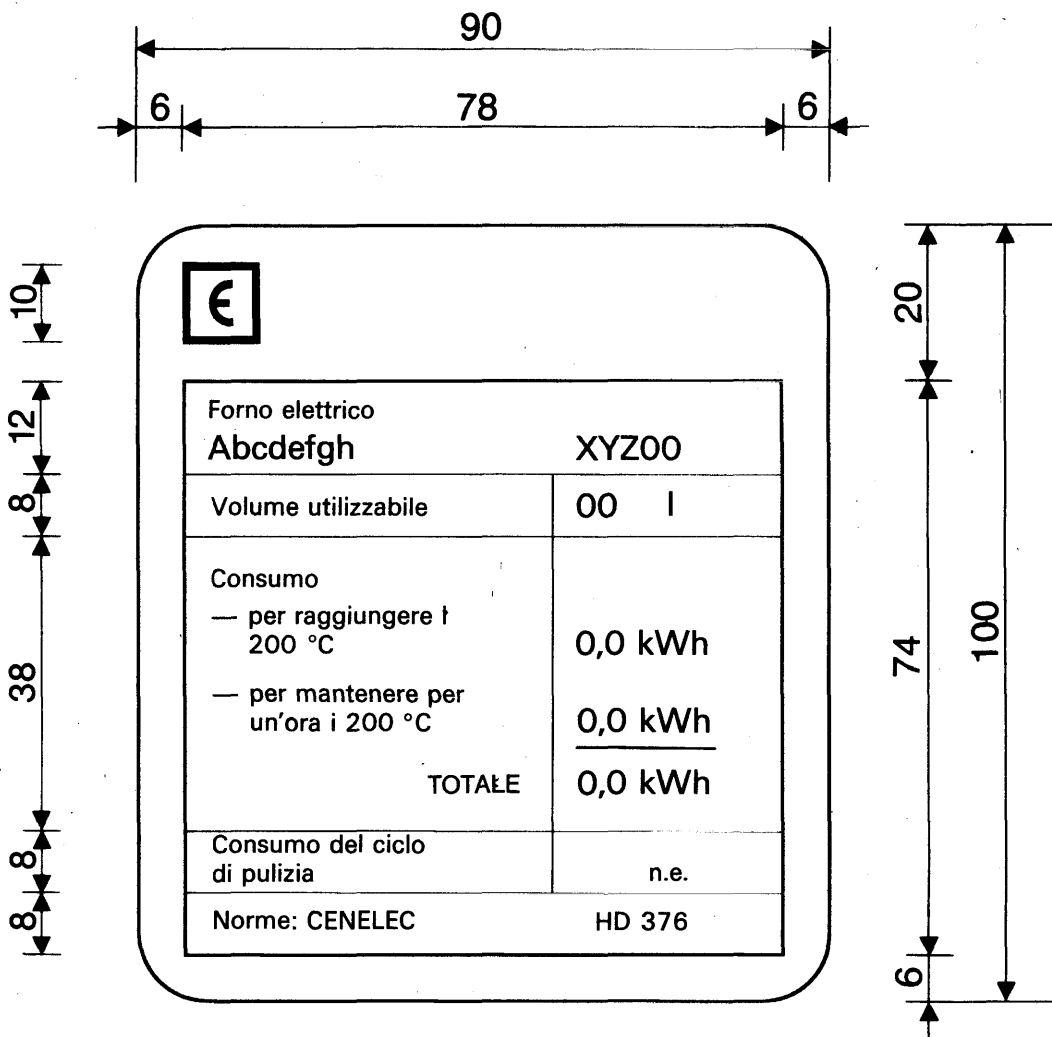 90
6 78 6
10
20
Є
12
Forno elettrico
Abcdefgh XYZ00
8
Volume utilizzabile 00 l
38
Consumo
— per raggiungere i
200 °C 0,0 kWh
74
100
— per mantenere per
un'ora i 200 °C 0,0 kWh
TOTALE 0,0 kWh
8
Consumo del ciclo
di pulizia n.e.
8
Norme: CENELEC HD 376
6